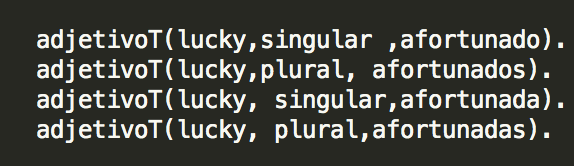 adjetivoT(lucky,singular ,afortunado).
adjetivoT(lucky,plural, afortunados).
adjetivoT(lucky, singular,afortunada).
adjetivoT(lucky, plural,afortunadas).